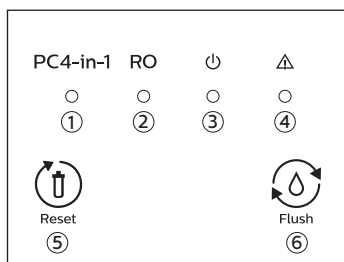 PC4-in-1 RO
① ② ③ ④
Reset Flush
⑤ ⑥